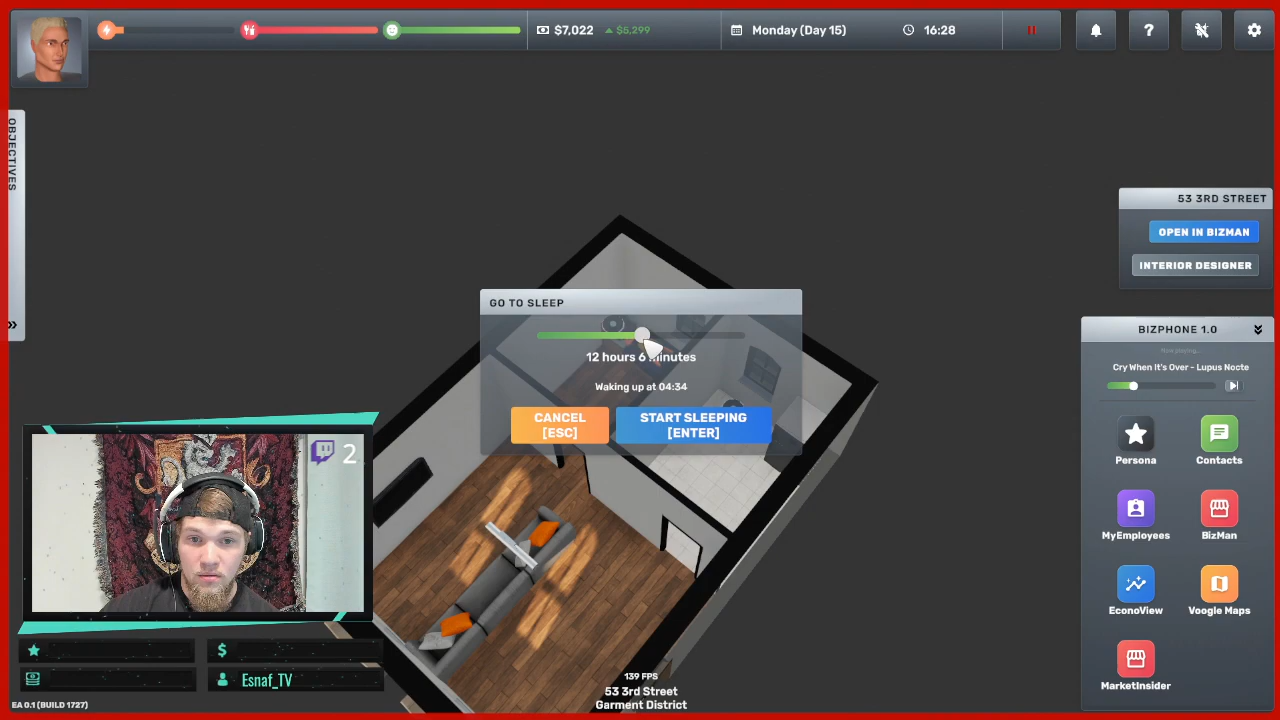 $7,022
$5,299
Monday (Day 15)
16:28
?
OBJECTIVES
53 3RD STREET
OPEN IN BIZMAN
INTERIOR DESIGNER
GO TO SLEEP
12 hours 6 minutes
Waking up at 04:34
CANCEL
[ESC]
START SLEEPING
[ENTER]
BIZPHONE 1.0
Now playing...
Cry When It's Over - Lupus Nocte
Persona
Contacts
MyEmployees
BizMan
EconoView
Voogle Maps
MarketInsider
2
$
Esnaf_TV
139 FPS
53 3rd Street
Garment District
EA 0.1 (BUILD 1727)